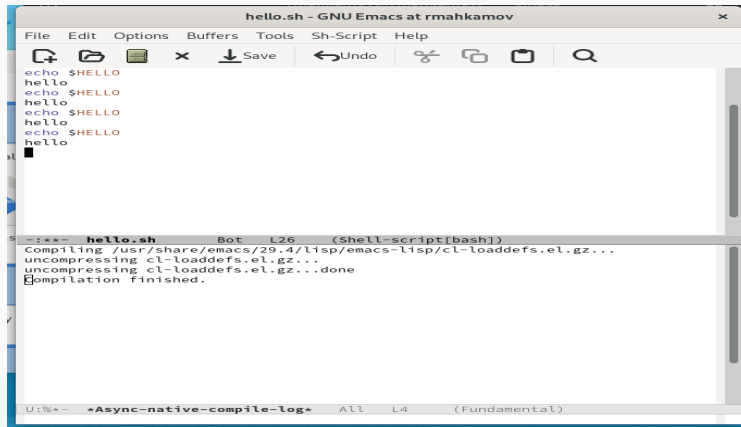 hello.sh - GNU Emacs at rmahkamov ×
File Edit Options Buffers Tools Sh-Script Help
Save Undo
echo $HELLO
hello
echo $HELLO
hello
echo $HELLO
hello
echo $HELLO
hello
-:**- hello.sh Bot L26 (Shell-script[bash])
Compiling /usr/share/emacs/29.4/lisp/emacs-lisp/cl-loaddefs.el.gz...
uncompressing cl-loaddefs.el.gz...
uncompressing cl-loaddefs.el.gz...done
Compilation finished.
U:%*- *Async-native-compile-log* All L4 (Fundamental)